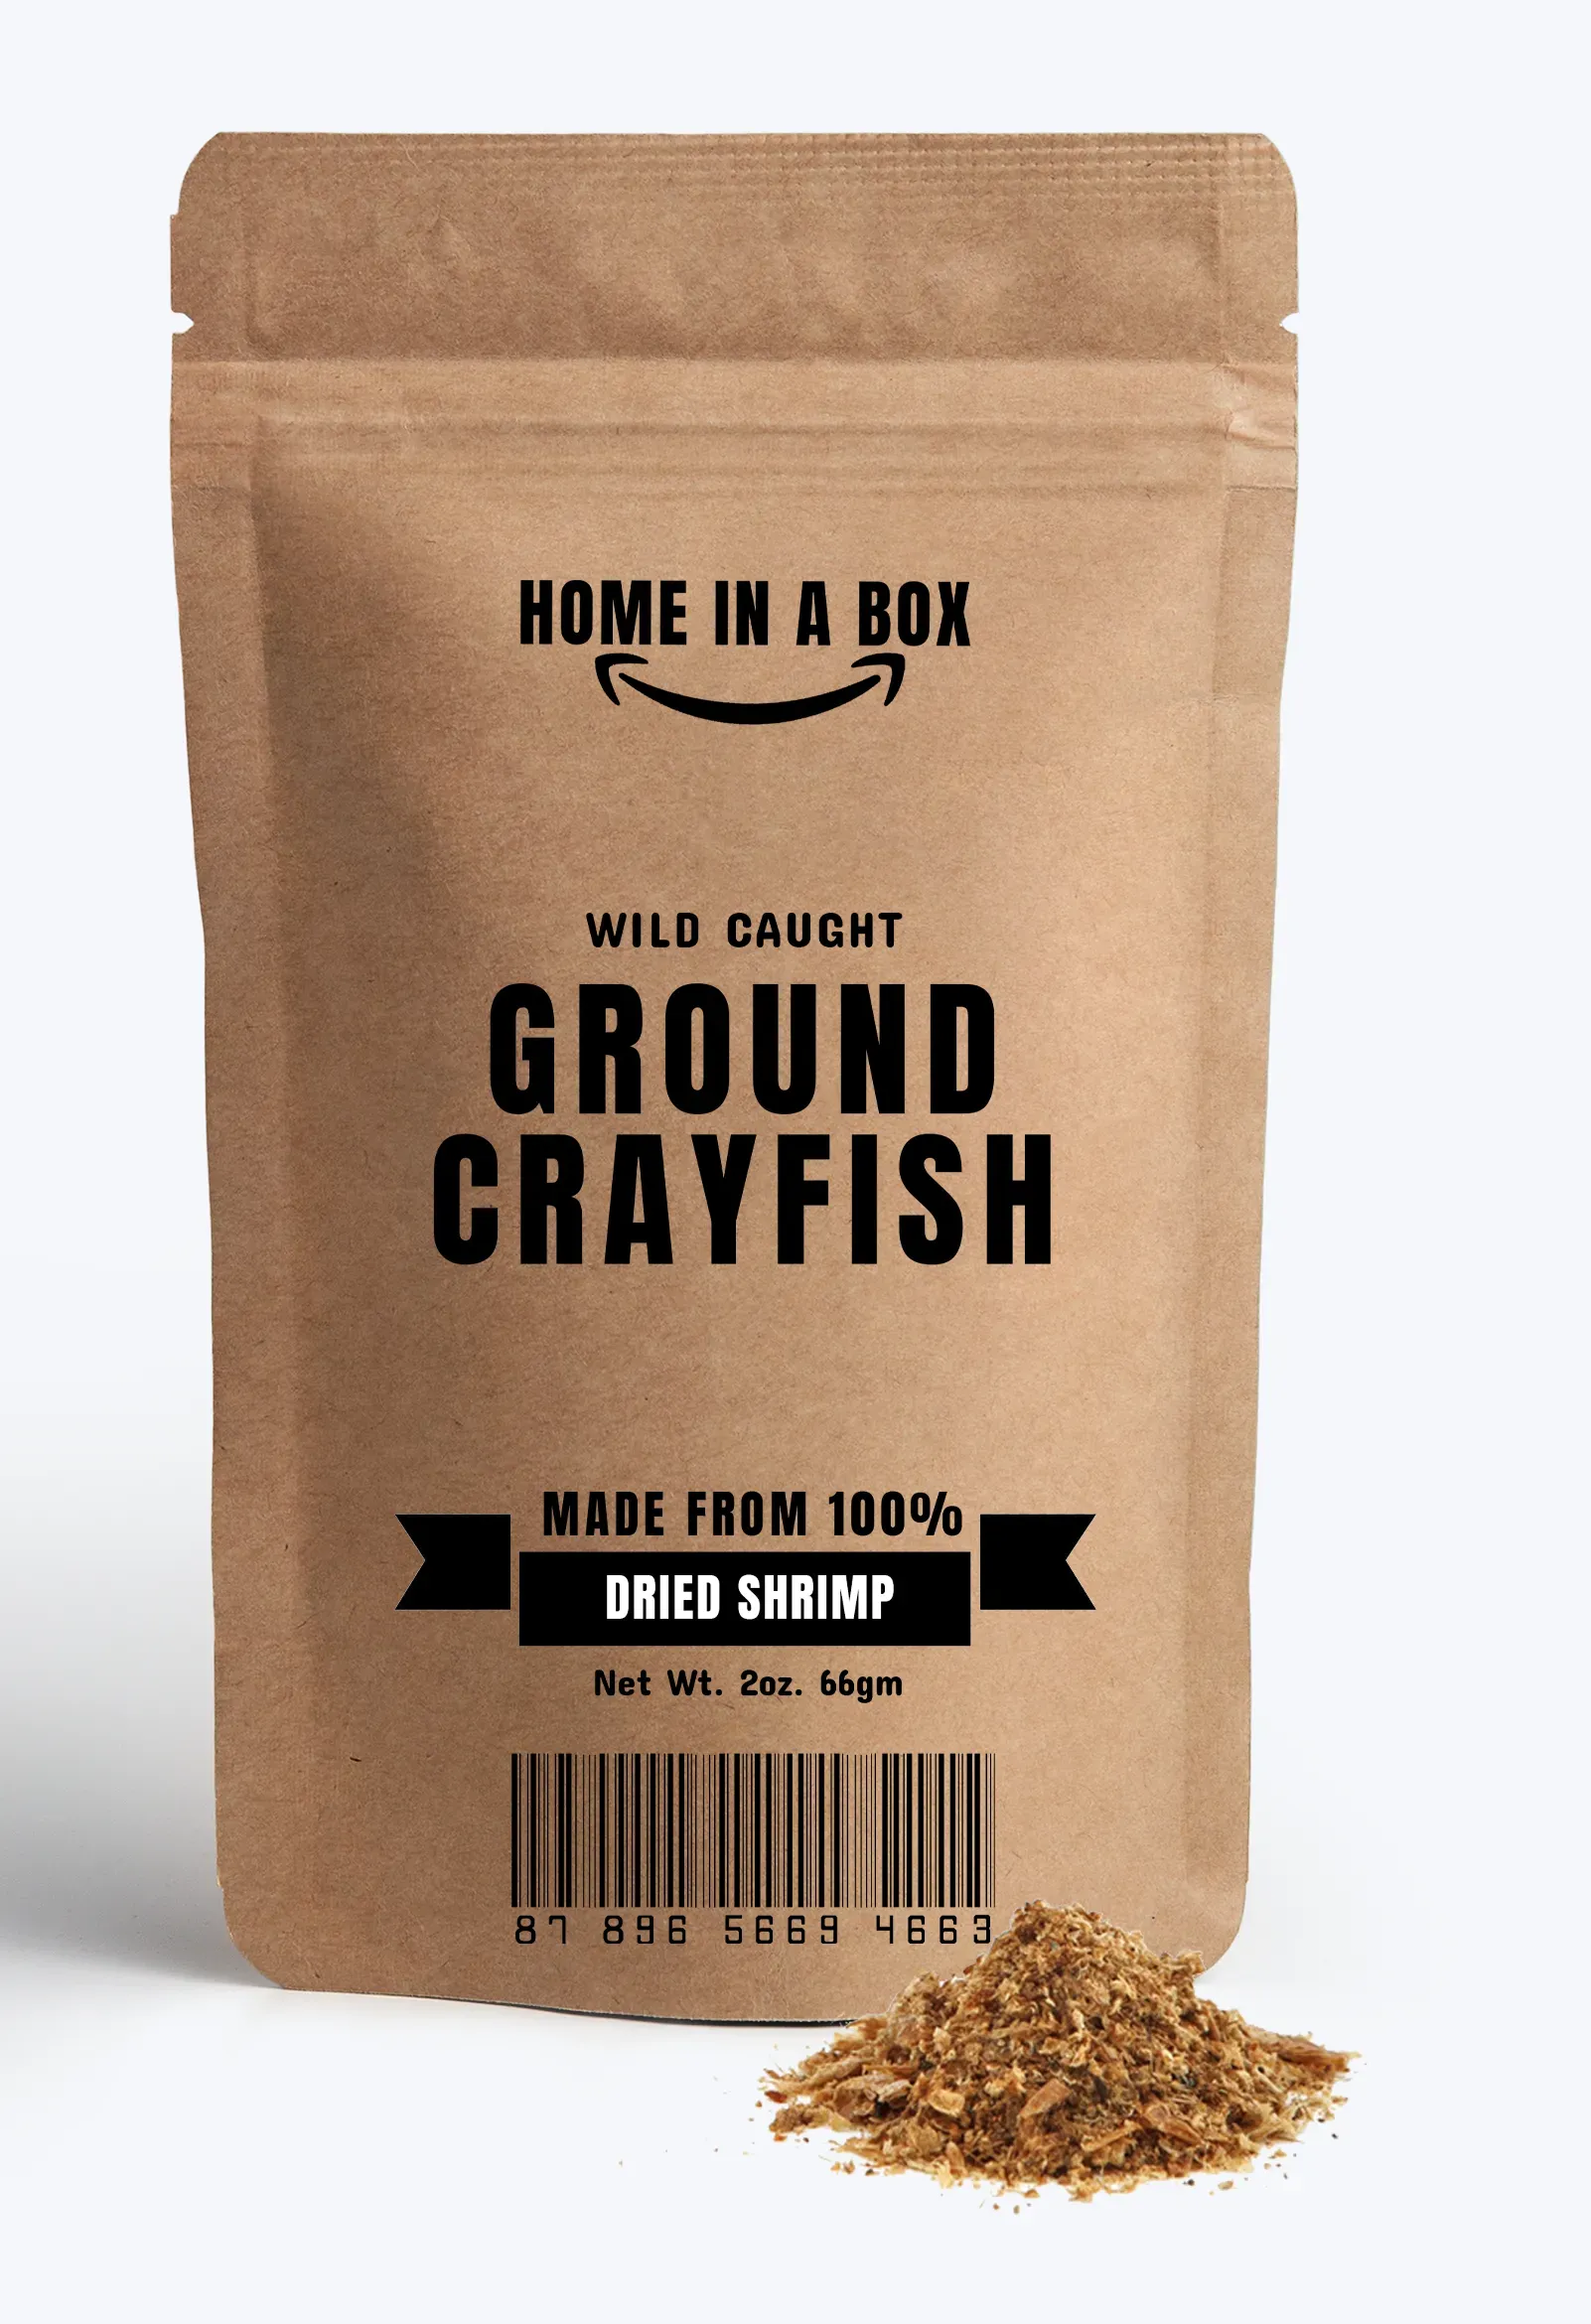 HOME IN A BOX
WILD CAUGHT
GROUND
CRAYFISH
MADE FROM 100%
DRIED SHRIMP
Net Wt. 2oz. 66gm
87 896 5669 4663